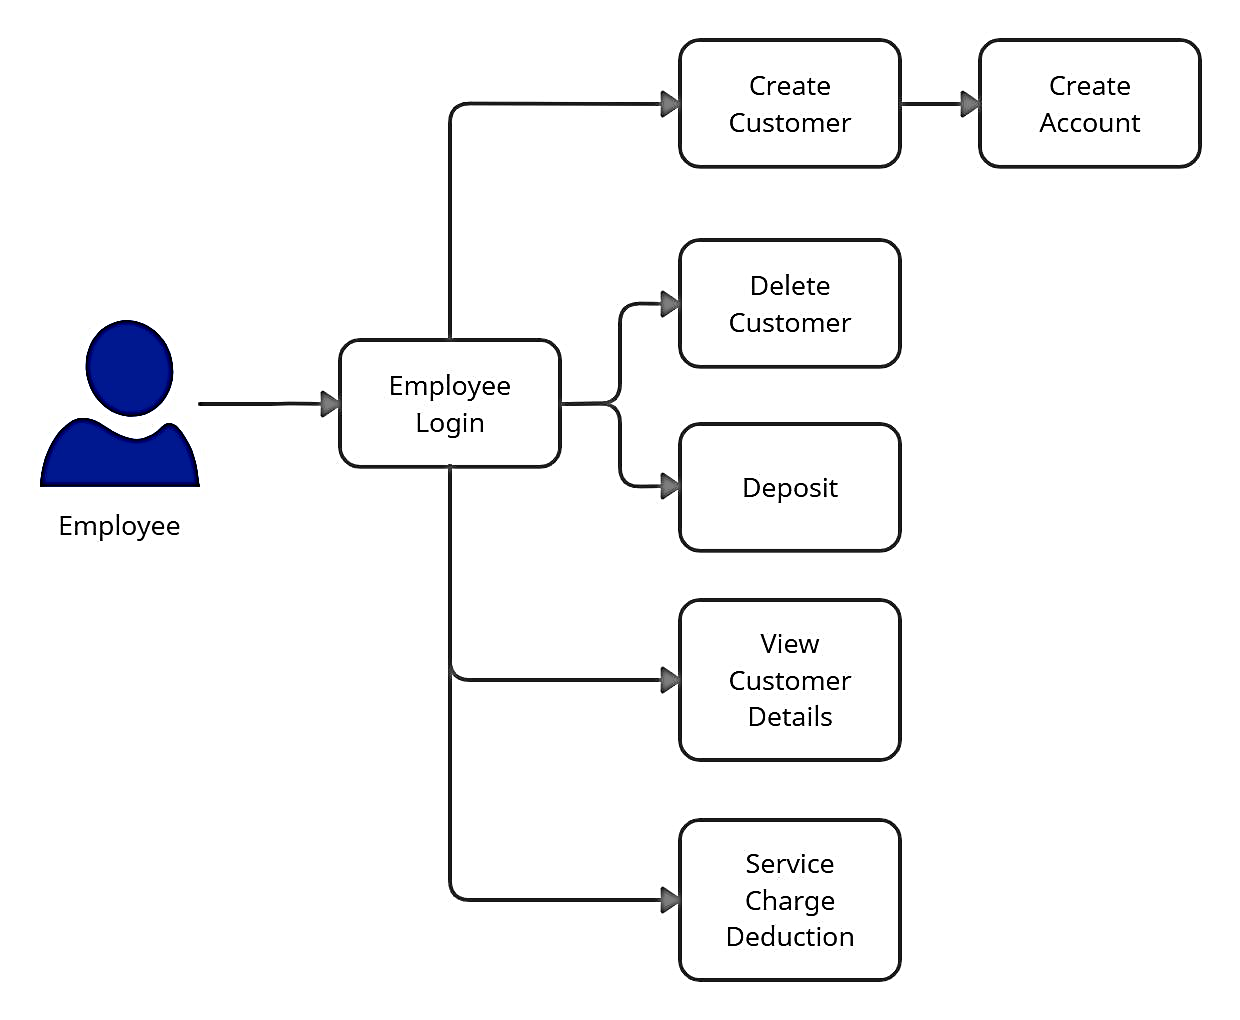 Create
Customer
Create
Account
Delete
Customer
Employee
Login
Deposit
Employee
View
Customer
Details
Service
Charge
Deduction